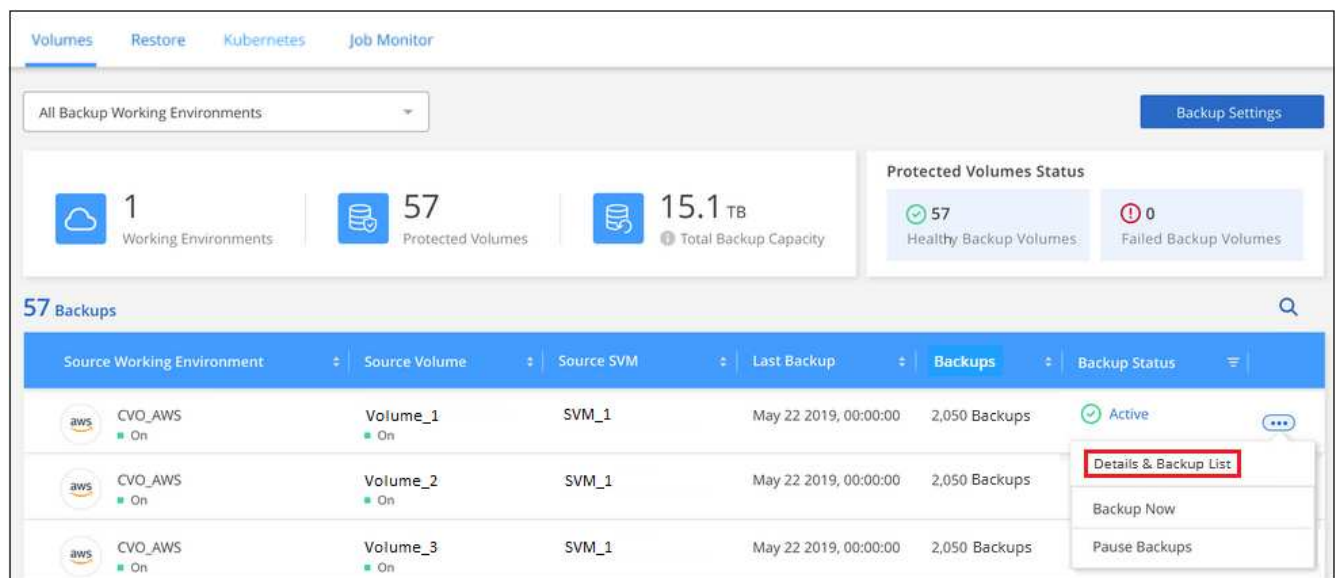 Volumes Restore Kubernetes Job Monitor
All Backup Working Environments
Backup Settings
1
Working Environments
57
Protected Volumes
15.1 TB
Total Backup Capacity
Protected Volumes Status
57
Healthy Backup Volumes
0
Failed Backup Volumes
57 Backups
Source Working Environment Source Volume Source SVM Last Backup Backups Backup Status
aws CVO_AWS Volume_1 SVM_1 May 22 2019, 00:00:00 2,050 Backups Active
On On
Details & Backup List
aws CVO_AWS Volume_2 SVM_1 May 22 2019, 00:00:00 2,050 Backups
On On
Backup Now
aws CVO_AWS Volume_3 SVM_1 May 22 2019, 00:00:00 2,050 Backups
On On
Pause Backups